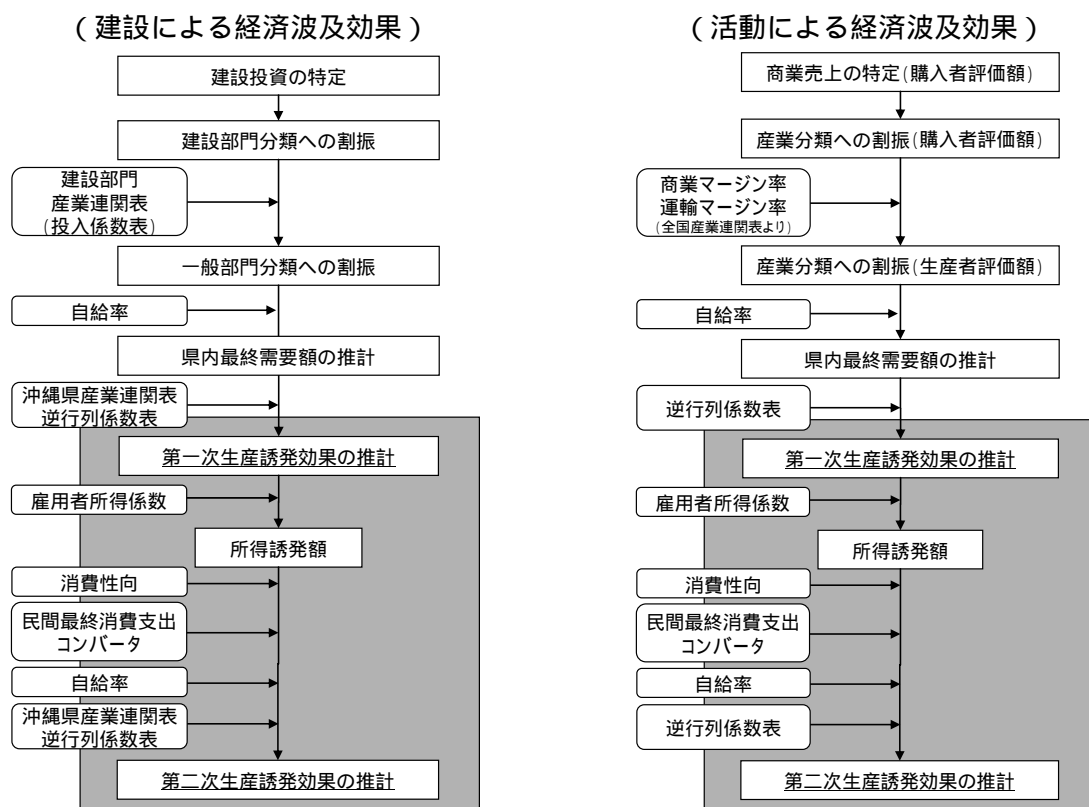 (建設による経済波及効果)
建設投資の特定
建設部門分類への割振
建設部門
産業連関表
(投入係数表)
一般部門分類への割振
自給率
県内最終需要額の推計
沖縄県産業連関表
逆行列係数表
第一次生産誘発効果の推計
雇用者所得係数
所得誘発額
消費性向
民間最終消費支出
コンバータ
自給率
沖縄県産業連関表
逆行列係数表
第二次生産誘発効果の推計
(活動による経済波及効果)
商業売上の特定(購入者評価額)
産業分類への割振(購入者評価額)
商業マージン率
運輸マージン率
(全国産業連関表より)
産業分類への割振(生産者評価額)
自給率
県内最終需要額の推計
逆行列係数表
第一次生産誘発効果の推計
雇用者所得係数
所得誘発額
消費性向
民間最終消費支出
コンバータ
自給率
逆行列係数表
第二次生産誘発効果の推計